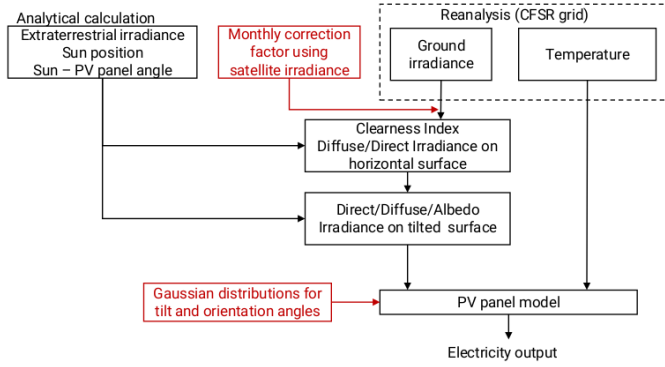 Analytical calculation
Extraterrestrial irradiance
Sun position
Sun – PV panel angle
Monthly correction
factor using
satellite irradiance
Reanalysis (CFSR grid)
Ground
irradiance
Temperature
Clearness Index
Diffuse/Direct Irradiance on
horizontal surface
Direct/Diffuse/Albedo
Irradiance on tilted surface
Gaussian distributions for
tilt and orientation angles
PV panel model
Electricity output